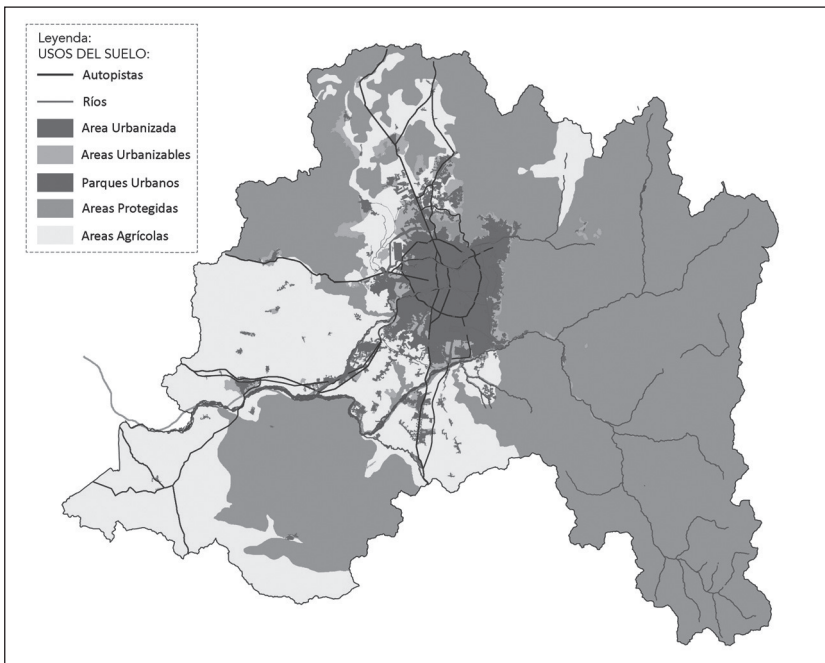 Leyenda:
USOS DEL SUELO:
Autopistas
Ríos
Area Urbanizada
Areas Urbanizables
Parques Urbanos
Areas Protegidas
Areas Agrícolas